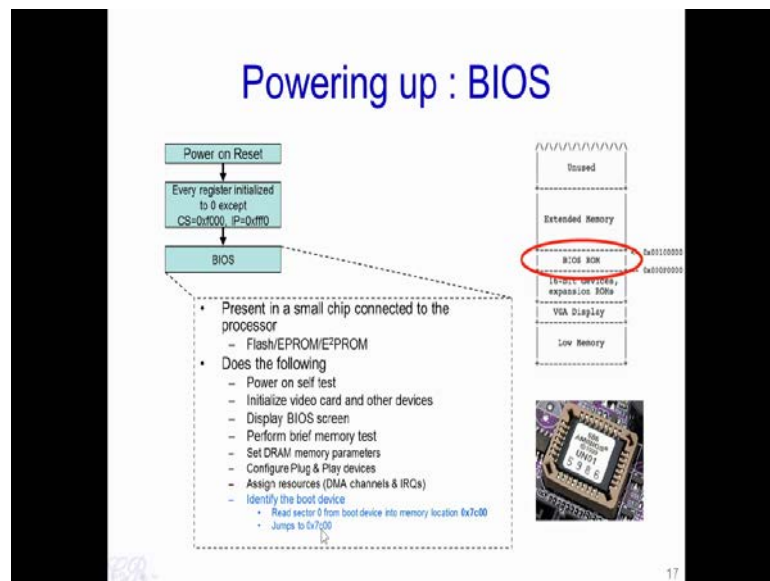 Powering up : BIOS
Power on Reset
Every register initialized
to 0 except
CS=0xf000, IP=0xfff0
BIOS
• Present in a small chip connected to the
processor
– Flash/EPROM/E²PROM
• Does the following
– Power on self test
– Initialize video card and other devices
– Display BIOS screen
– Perform brief memory test
– Set DRAM memory parameters
– Configure Plug & Play devices
– Assign resources (DMA channels & IRQs)
– Identify the boot device
• Read sector 0 from boot device into memory location 0x7c00
• Jumps to 0x7c00
Unused
Extended Memory
0x00100000
BIOS ROM
0x000F0000
16-bit devices,
expansion ROMs
VGA Display
Low Memory
586
AMIBIOS
UN01
5986
17